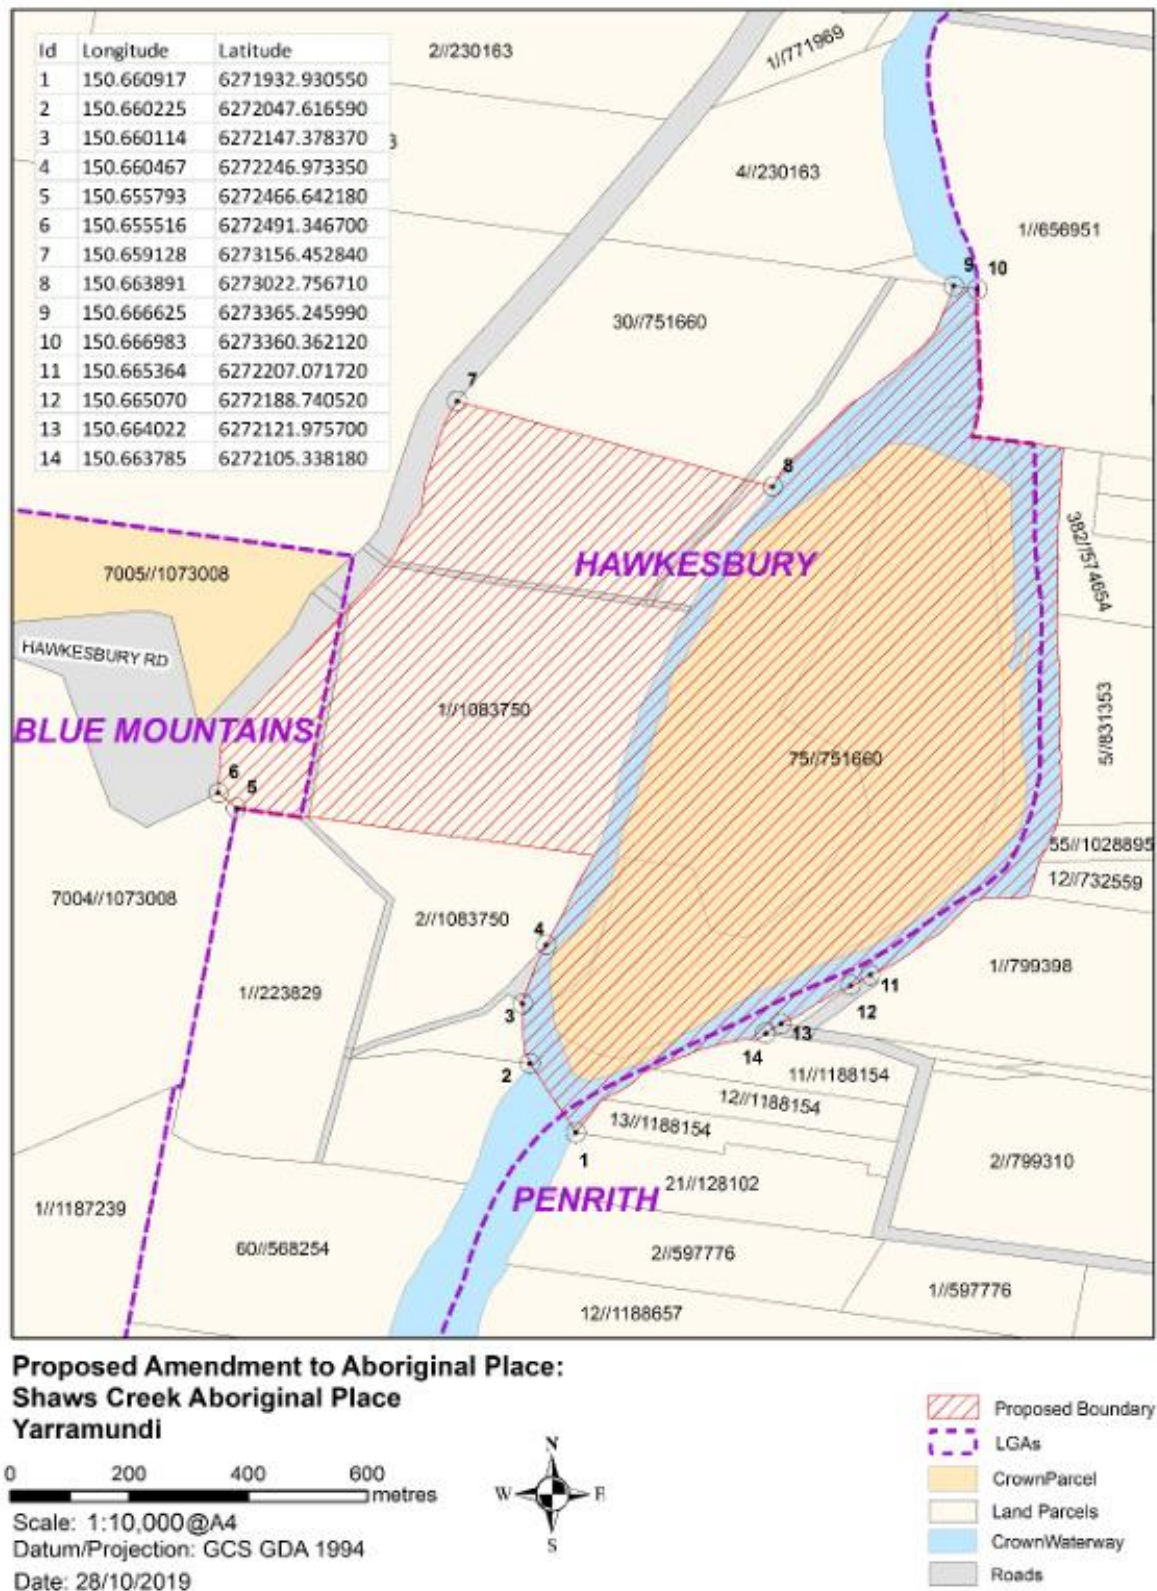 Id Longitude Latitude
1 150.660917 6271932.930550
2 150.660225 6272047.616590
3 150.660114 6272147.378370
4 150.660467 6272246.973350
5 150.655793 6272466.642180
6 150.655516 6272491.346700
7 150.659128 6273156.452840
8 150.663891 6273022.756710
9 150.666625 6273365.245990
10 150.666983 6273360.362120
11 150.665364 6272207.071720
12 150.665070 6272188.740520
13 150.664022 6272121.975700
14 150.663785 6272105.338180
2//230163
1//771969
4//230163
1//656951
9
10
30//751660
7
8
382//574654
HAWKESBURY
7005//1073008
HAWKESBURY RD
1//1083750
5//831353
BLUE MOUNTAINS
75//751660
6
5
55//1028895
12//732559
7004//1073008
2//1083750
4
1//799398
1//223829
11
12
3
13
14
2
11//1188154
12//1188154
13//1188154
1
2//799310
21//128102
PENRITH
1//1187239
60//568254
2//597776
1//597776
12//1188657
Proposed Amendment to Aboriginal Place:
Shaws Creek Aboriginal Place
Yarramundi
0 200 400 600
metres
Scale: 1:10,000@A4
Datum/Projection: GCS GDA 1994
Date: 28/10/2019
N
W E
S
Proposed Boundary
LGAs
CrownParcel
Land Parcels
CrownWaterway
Roads